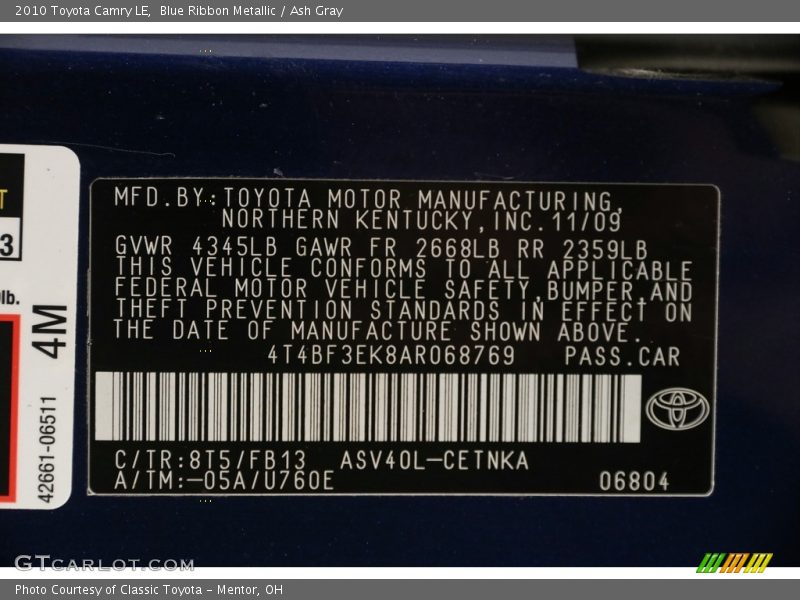 2010 Toyota Camry LE, Blue Ribbon Metallic / Ash Gray
T
3
lb.
4M
42661-06511
MFD.BY:TOYOTA MOTOR MANUFACTURING,
NORTHERN KENTUCKY,INC.11/09
GVWR 4345LB GAWR FR 2668LB RR 2359LB
THIS VEHICLE CONFORMS TO ALL APPLICABLE
FEDERAL MOTOR VEHICLE SAFETY,BUMPER,AND
THEFT PREVENTION STANDARDS IN EFFECT ON
THE DATE OF MANUFACTURE SHOWN ABOVE.
4T4BF3EK8AR068769 PASS.CAR
C/TR:8T5/FB13 ASV40L-CETNKA
A/TM:-05A/U760E 06804
GTCARLOT.COM
Photo Courtesy of Classic Toyota - Mentor, OH